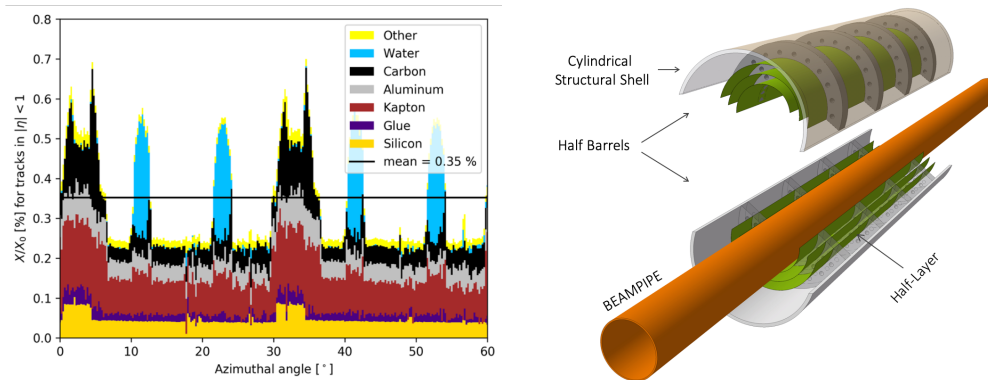 0.8
0.7
0.6
0.5
0.4
0.3
0.2
0.1
0.0
X/X₀ [%] for tracks in |η| < 1
Other
Water
Carbon
Aluminum
Kapton
Glue
Silicon
mean = 0.35 %
0 10 20 30 40 50 60
Azimuthal angle [°]
Cylindrical
Structural Shell
Half Barrels
BEAMPIPE
Half-Layer